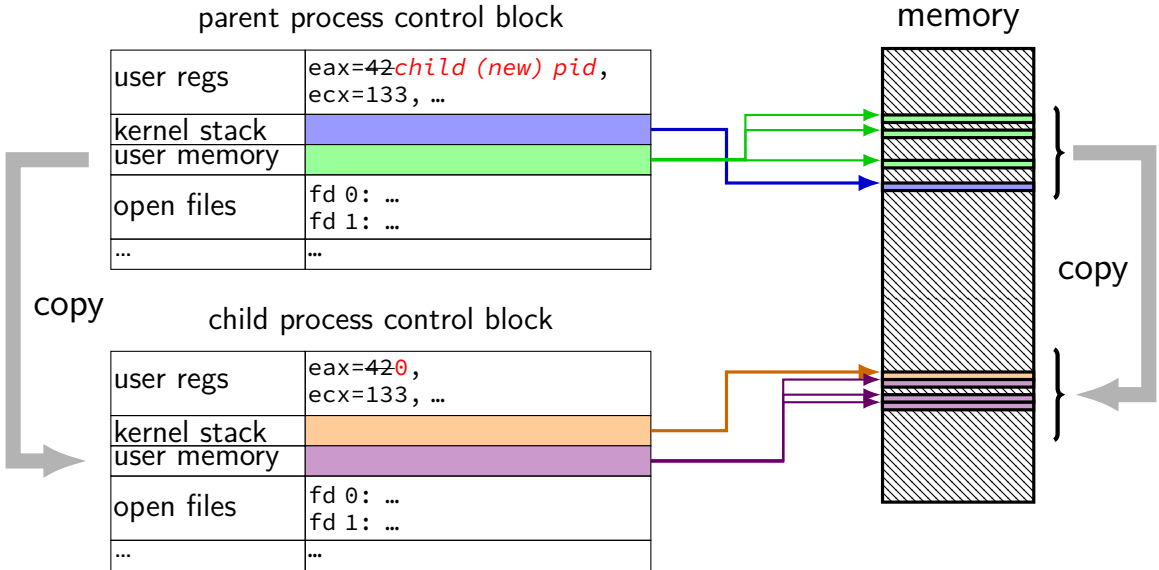 parent process control block
memory
user regs
eax=42child (new) pid,
ecx=133, …
kernel stack
user memory
open files
fd 0: …
fd 1: …
…
…
copy
copy
child process control block
user regs
eax=420,
ecx=133, …
kernel stack
user memory
open files
fd 0: …
fd 1: …
…
…